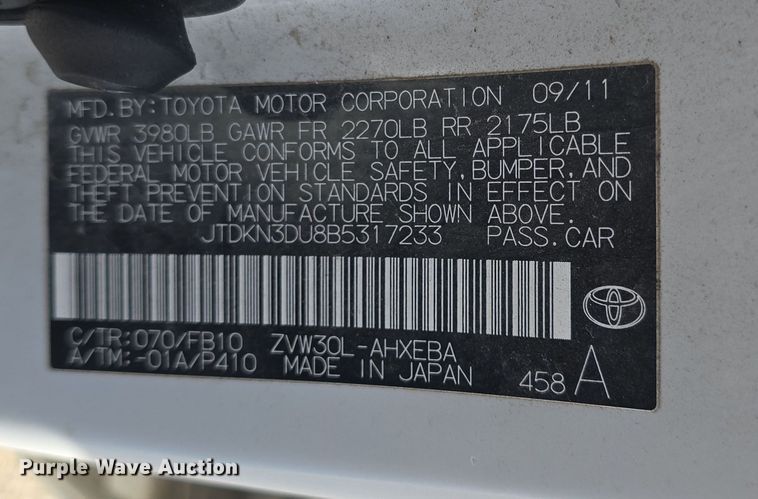 MFD.BY:TOYOTA MOTOR CORPORATION 09/11
GVWR 3980LB GAWR FR 2270LB RR 2175LB
THIS VEHICLE CONFORMS TO ALL APPLICABLE
FEDERAL MOTOR VEHICLE SAFETY,BUMPER,AND
THEFT PREVENTION STANDARDS IN EFFECT ON
THE DATE OF MANUFACTURE SHOWN ABOVE.
JTDKN3DU8B5317233 PASS.CAR
C/TR:070/FB10 ZVW30L-AHXEBA
A/TM:-01A/P410 MADE IN JAPAN
458 A
Purple Wave Auction